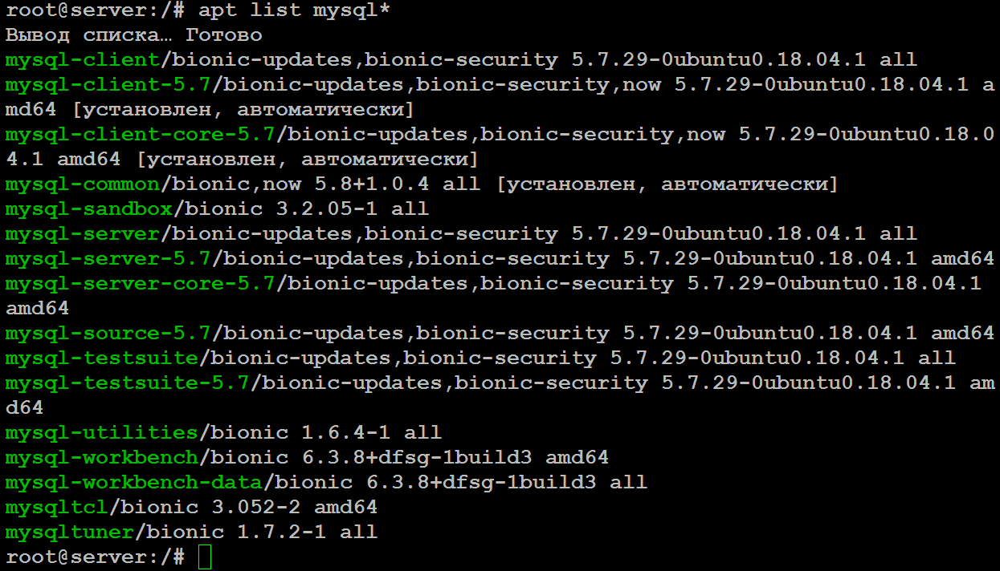 root@server:/# apt list mysql*
Вывод списка… Готово
mysql-client/bionic-updates,bionic-security 5.7.29-0ubuntu0.18.04.1 all
mysql-client-5.7/bionic-updates,bionic-security,now 5.7.29-0ubuntu0.18.04.1 a
md64 [установлен, автоматически]
mysql-client-core-5.7/bionic-updates,bionic-security,now 5.7.29-0ubuntu0.18.0
4.1 amd64 [установлен, автоматически]
mysql-common/bionic,now 5.8+1.0.4 all [установлен, автоматически]
mysql-sandbox/bionic 3.2.05-1 all
mysql-server/bionic-updates,bionic-security 5.7.29-0ubuntu0.18.04.1 all
mysql-server-5.7/bionic-updates,bionic-security 5.7.29-0ubuntu0.18.04.1 amd64
mysql-server-core-5.7/bionic-updates,bionic-security 5.7.29-0ubuntu0.18.04.1
amd64
mysql-source-5.7/bionic-updates,bionic-security 5.7.29-0ubuntu0.18.04.1 amd64
mysql-testsuite/bionic-updates,bionic-security 5.7.29-0ubuntu0.18.04.1 all
mysql-testsuite-5.7/bionic-updates,bionic-security 5.7.29-0ubuntu0.18.04.1 am
d64
mysql-utilities/bionic 1.6.4-1 all
mysql-workbench/bionic 6.3.8+dfsg-1build3 amd64
mysql-workbench-data/bionic 6.3.8+dfsg-1build3 all
mysqltcl/bionic 3.052-2 amd64
mysqltuner/bionic 1.7.2-1 all
root@server:/#